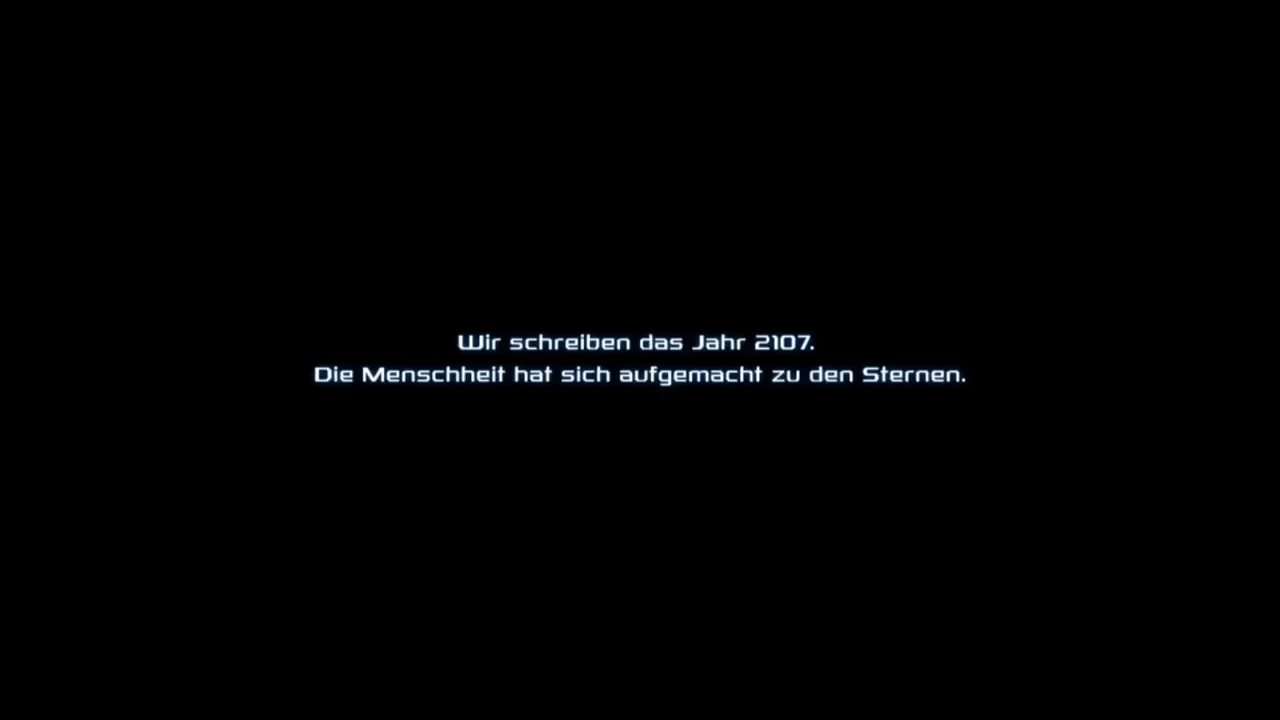 Wir schreiben das Jahr 2107.
Die Menschheit hat sich aufgemacht zu den Sternen.